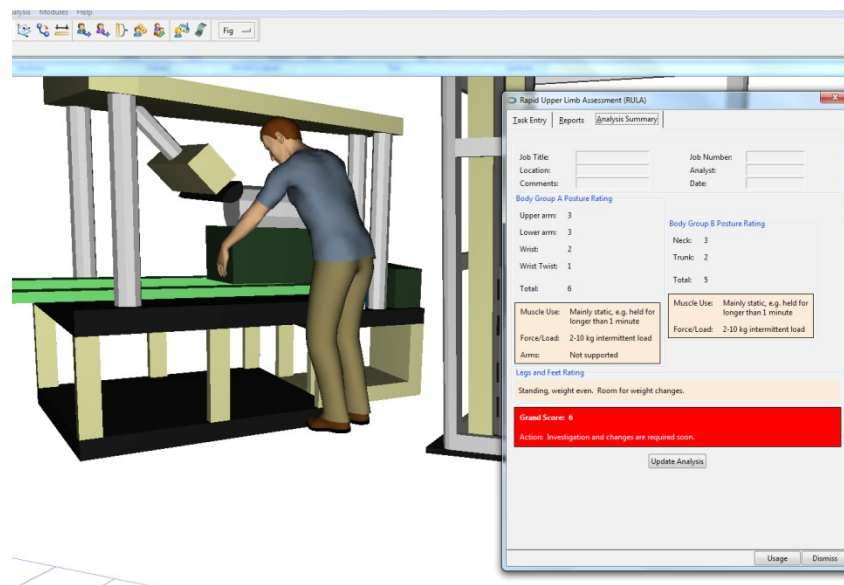 alysis Modules Help
Fig
Rapid Upper Limb Assessment (RULA)
Task Entry Reports Analysis Summary
Job Title: Job Number:
Location: Analyst:
Comments: Date:
Body Group A Posture Rating
Upper arm: 3
Lower arm: 3
Wrist: 2
Wrist Twist: 1
Total: 6
Muscle Use: Mainly static, e.g. held for
longer than 1 minute
Force/Load: 2-10 kg intermittent load
Arms: Not supported
Body Group B Posture Rating
Neck: 3
Trunk: 2
Total: 5
Muscle Use: Mainly static, e.g. held for
longer than 1 minute
Force/Load: 2-10 kg intermittent load
Legs and Feet Rating
Standing, weight even. Room for weight changes.
Grand Score: 6
Action: Investigation and changes are required soon.
Update Analysis
Usage Dismiss